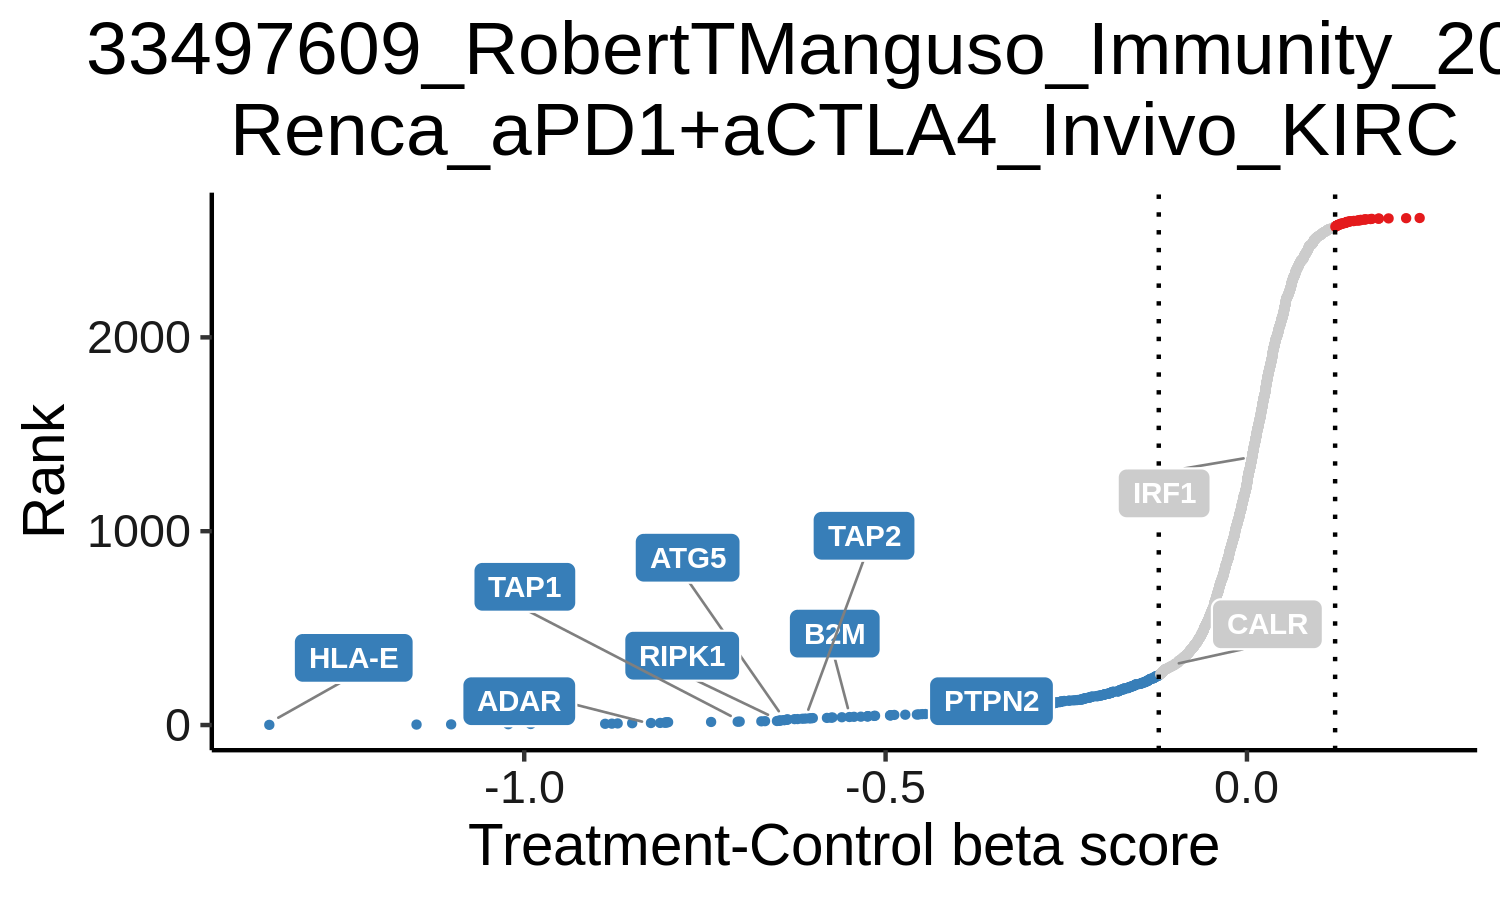 33497609_RobertTManguso_Immunity_20
Renca_aPD1+aCTLA4_Invivo_KIRC
2000
1000
0
Rank
IRF1
TAP2
ATG5
TAP1
CALR
B2M
RIPK1
HLA-E
ADAR
PTPN2
-1.0
-0.5
0.0
Treatment-Control beta score